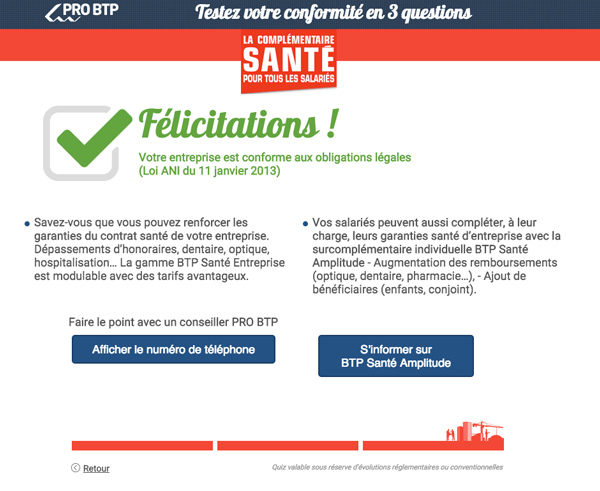 PRO BTP
Testez votre conformité en 3 questions
LA COMPLÉMENTAIRE
SANTÉ
POUR TOUS LES SALARIÉS
Félicitations !
Votre entreprise est conforme aux obligations légales
(Loi ANI du 11 janvier 2013)
Savez-vous que vous pouvez renforcer les
garanties du contrat santé de votre entreprise.
Dépassements d'honoraires, dentaire, optique,
hospitalisation... La gamme BTP Santé Entreprise
est modulable avec des tarifs avantageux.
Vos salariés peuvent aussi compléter, à leur
charge, leurs garanties santé d'entreprise avec la
surcomplémentaire individuelle BTP Santé
Amplitude - Augmentation des remboursements
(optique, dentaire, pharmacie...), - Ajout de
bénéficiaires (enfants, conjoint).
Faire le point avec un conseiller PRO BTP
Afficher le numéro de téléphone
S'informer sur
BTP Santé Amplitude
Retour
Quiz valable sous réserve d'évolutions réglementaires ou conventionnelles